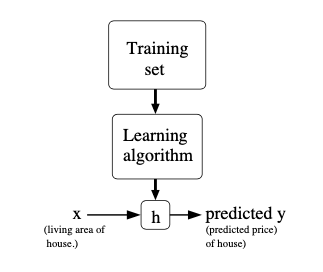 Training
set
Learning
algorithm
x
h
predicted y
(living area of
house.)
(predicted price)
of house)